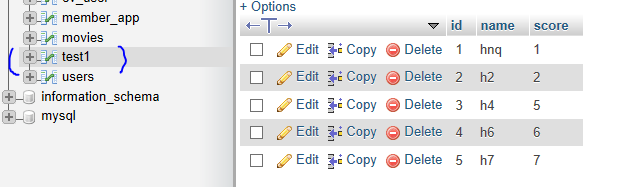 member_app
movies
test1
users
information_schema
mysql
+ Options
id name score
Edit Copy Delete 1 hnq 1
Edit Copy Delete 2 h2 2
Edit Copy Delete 3 h4 5
Edit Copy Delete 4 h6 6
Edit Copy Delete 5 h7 7